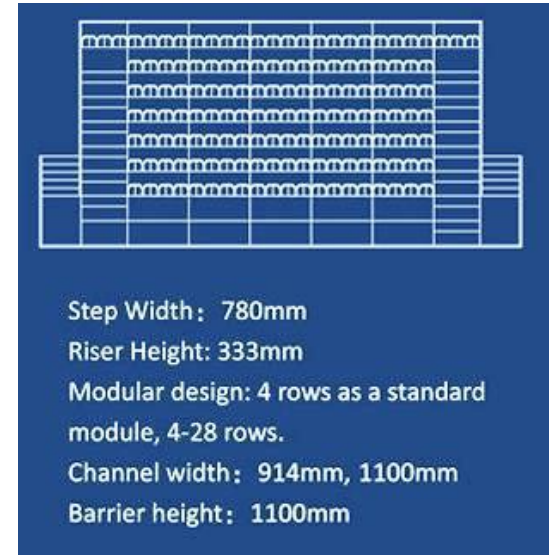 Step Width：780mm
Riser Height: 333mm
Modular design: 4 rows as a standard
module, 4-28 rows.
Channel width：914mm, 1100mm
Barrier height：1100mm